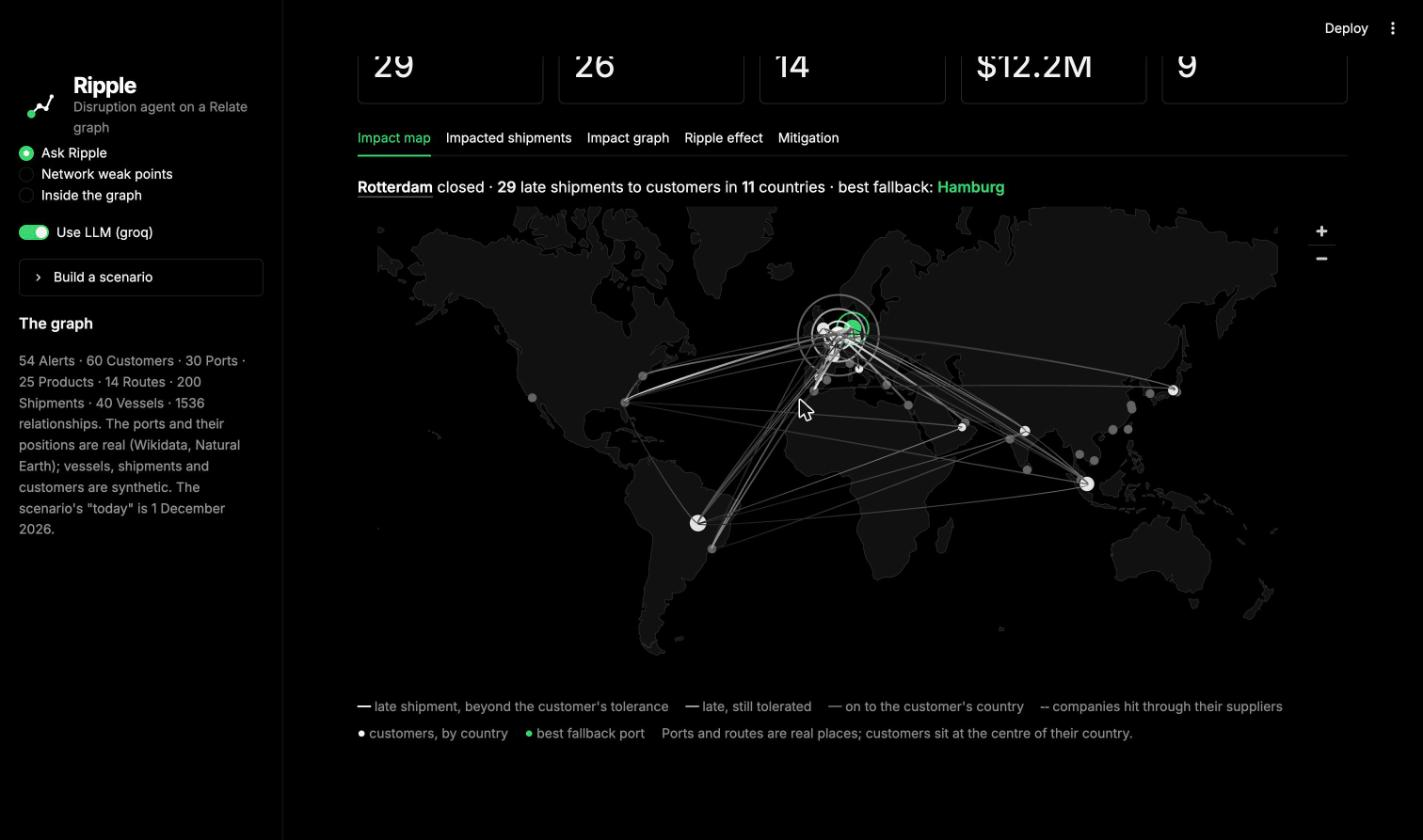 Deploy
Ripple
Disruption agent on a Relate
graph
Ask Ripple
Network weak points
Inside the graph
Use LLM (groq)
Build a scenario
The graph
54 Alerts · 60 Customers · 30 Ports ·
25 Products · 14 Routes · 200
Shipments · 40 Vessels · 1536
relationships. The ports and their
positions are real (Wikidata, Natural
Earth); vessels, shipments and
customers are synthetic. The
scenario's "today" is 1 December
2026.
29 26 14 $12.2M 9
Impact map Impacted shipments Impact graph Ripple effect Mitigation
Rotterdam closed · 29 late shipments to customers in 11 countries · best fallback: Hamburg
+
−
late shipment, beyond the customer's tolerance late, still tolerated on to the customer's country -- companies hit through their suppliers
customers, by country best fallback port Ports and routes are real places; customers sit at the centre of their country.